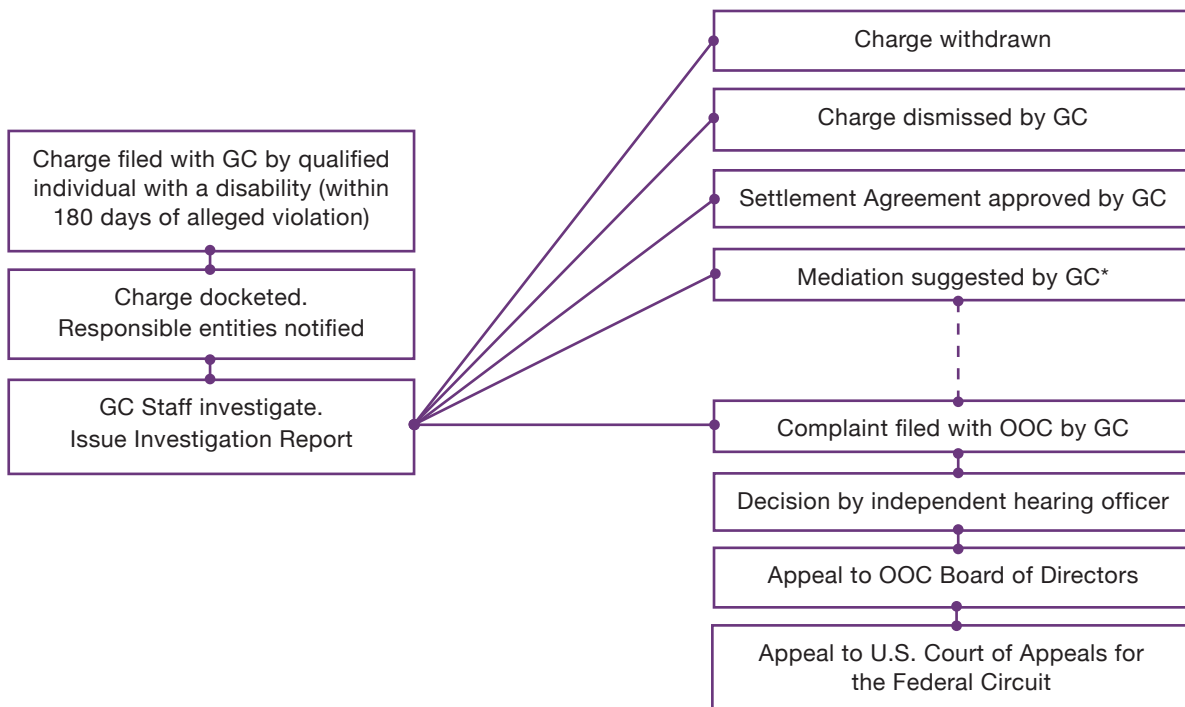 Charge filed with GC by qualified
individual with a disability (within
180 days of alleged violation)
Charge docketed.
Responsible entities notified
GC Staff investigate.
Issue Investigation Report
Charge withdrawn
Charge dismissed by GC
Settlement Agreement approved by GC
Mediation suggested by GC*
Complaint filed with OOC by GC
Decision by independent hearing officer
Appeal to OOC Board of Directors
Appeal to U.S. Court of Appeals for
the Federal Circuit